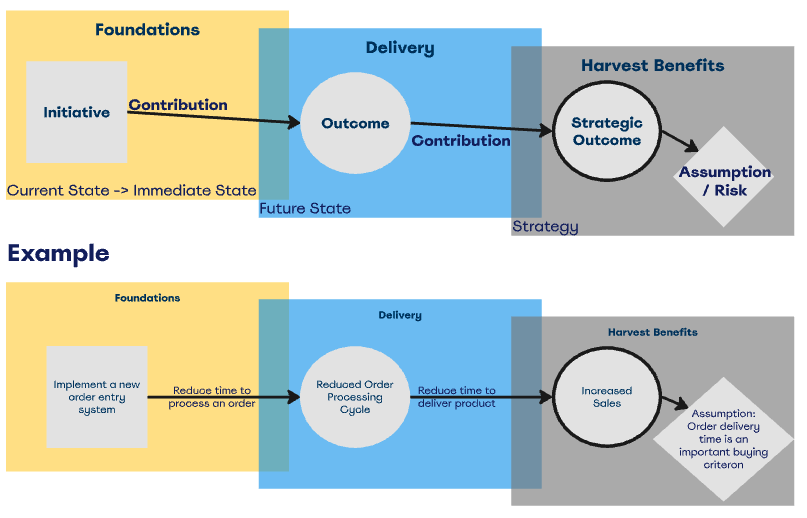 Foundations
Delivery
Harvest Benefits
Initiative
Contribution
Outcome
Contribution
Strategic
Outcome
Assumption
/ Risk
Current State -> Immediate State
Future State
Strategy
Example
Foundations
Delivery
Harvest Benefits
Implement a new
order entry
system
Reduce time to
process an order
Reduced Order
Processing
Cycle
Reduce time to
deliver product
Increased
Sales
Assumption:
Order delivery
time is an
important buying
criteron